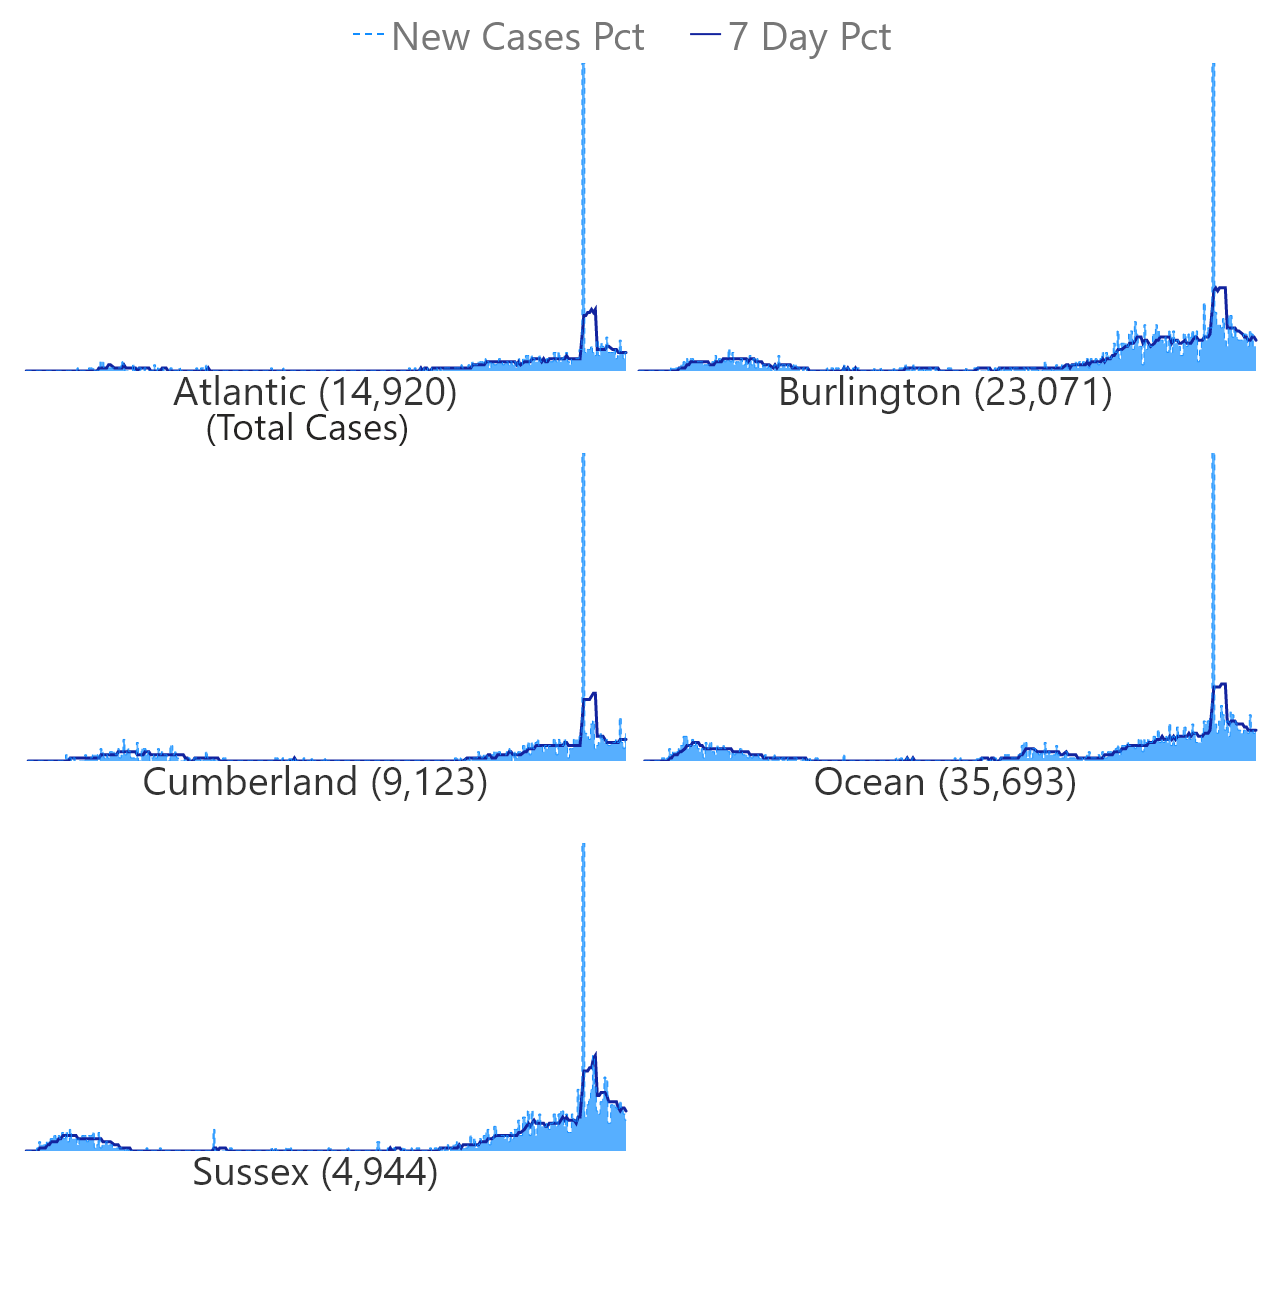 New Cases Pct 7 Day Pct
Atlantic (14,920)
(Total Cases)
Burlington (23,071)
Cumberland (9,123)
Ocean (35,693)
Sussex (4,944)